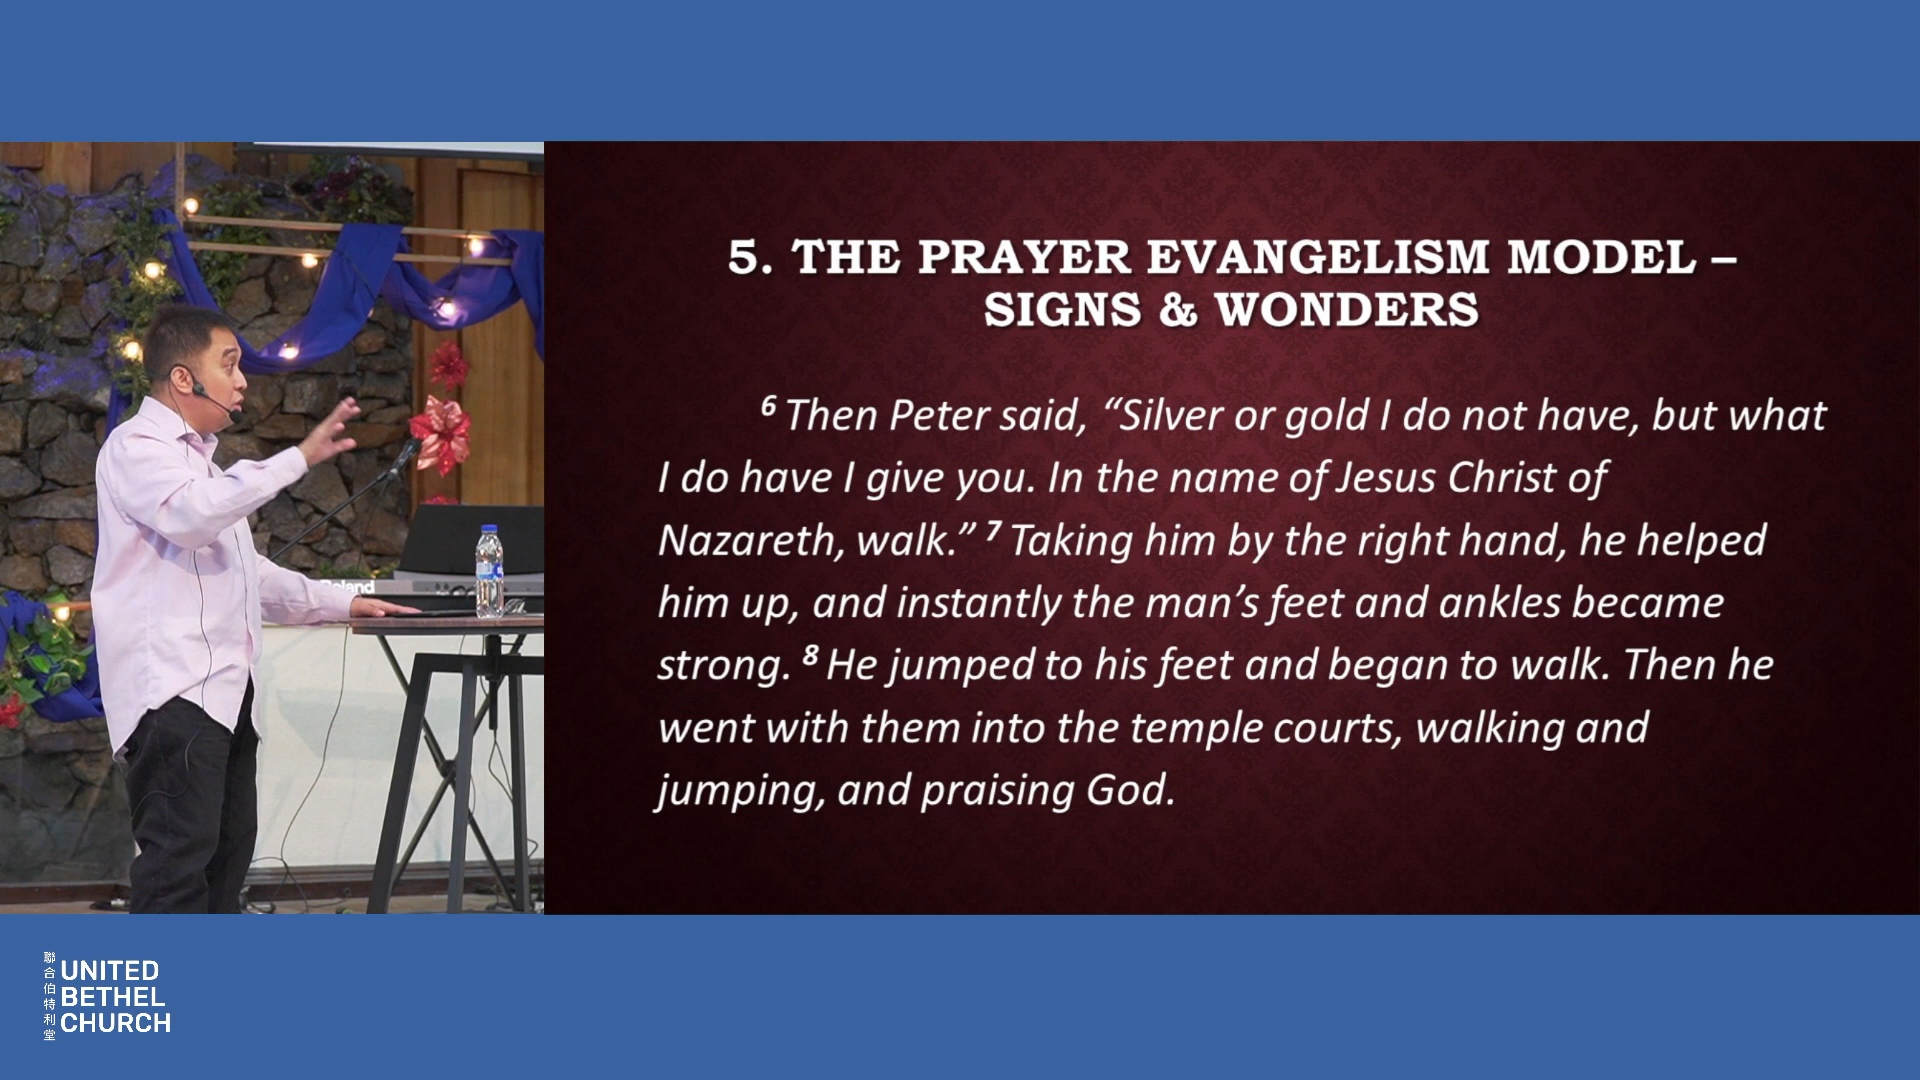 5. THE PRAYER EVANGELISM MODEL –
SIGNS & WONDERS
⁶ Then Peter said, “Silver or gold I do not have, but what
I do have I give you. In the name of Jesus Christ of
Nazareth, walk.” ⁷ Taking him by the right hand, he helped
him up, and instantly the man’s feet and ankles became
strong. ⁸ He jumped to his feet and began to walk. Then he
went with them into the temple courts, walking and
jumping, and praising God.
Roland
聯合伯特利堂
UNITED
BETHEL
CHURCH